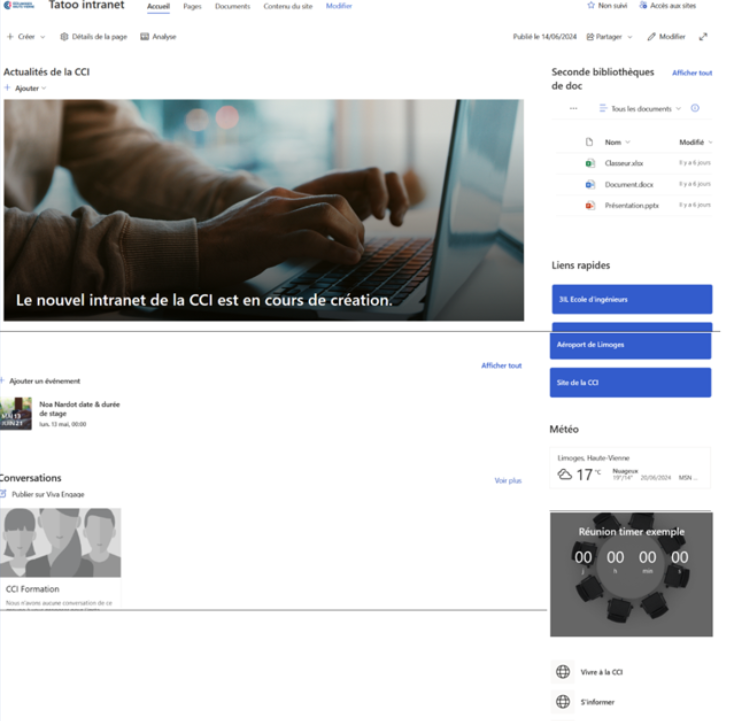 Tatoo intranet
Accueil Pages Documents Contenu du site Modifier
Non suivi Accès aux sites
Créer Détails de la page Analyse
Publié le 14/06/2024 Partager Modifier
Actualités de la CCI
Ajouter
Le nouvel intranet de la CCI est en cours de création.
Afficher tout
Ajouter un événement
MAI 13
JUIN 21
Noa Nardot date & durée
de stage
lun. 13 mai, 00:00
Conversations
Voir plus
Publier sur Viva Engage
CCI Formation
Nous n'avons aucune conversation de ce
Seconde bibliothèques
de doc
Afficher tout
... Tous les documents
Nom Modifié
Classeur.xlsx Il y a 6 jours
Document.docx Il y a 6 jours
Présentation.pptx Il y a 6 jours
Liens rapides
3iL Ecole d'ingénieurs
Aéroport de Limoges
Site de la CCI
Météo
Limoges, Haute-Vienne
17 °C Nuageux
19°/14° 20/06/2024 MSN ...
Réunion timer exemple
00 00 00 00
j h min s
Vivre à la CCI
S'informer